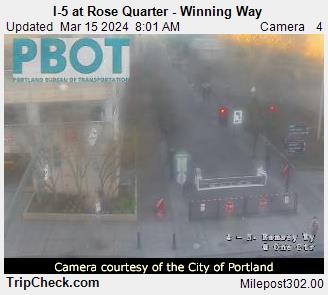 I-5 at Rose Quarter - Winning Way
Updated Mar 15 2024 8:01 AM Camera 4
PBOT
PORTLAND BUREAU OF TRANSPORTATION
Camera courtesy of the City of Portland
TripCheck.com Milepost302.00